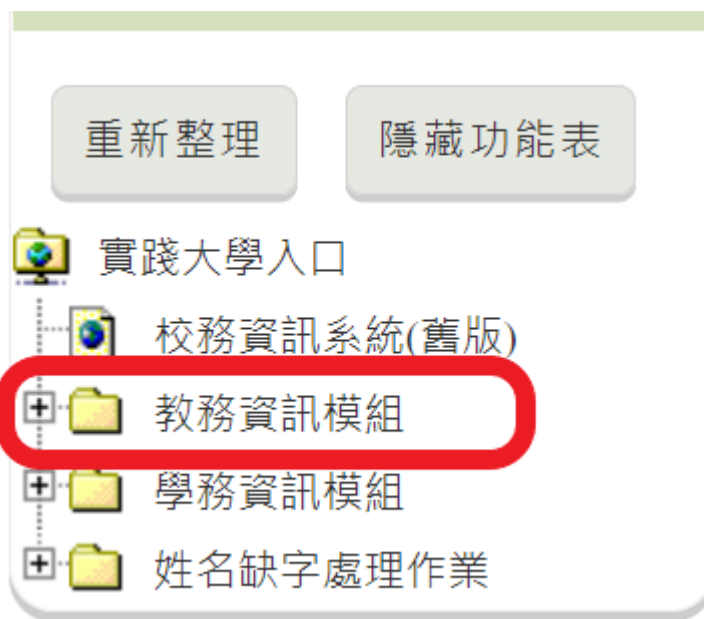 重新整理 隱藏功能表
實踐大學入口
校務資訊系統(舊版)
教務資訊模組
學務資訊模組
姓名缺字處理作業